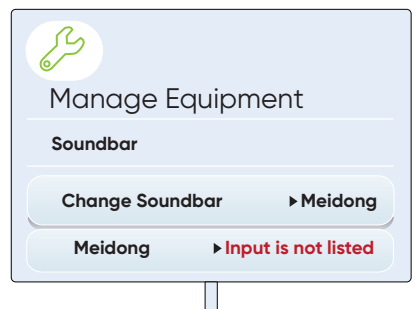 Manage Equipment
Soundbar
Change Soundbar ▸ Meidong
Meidong ▸ Input is not listed